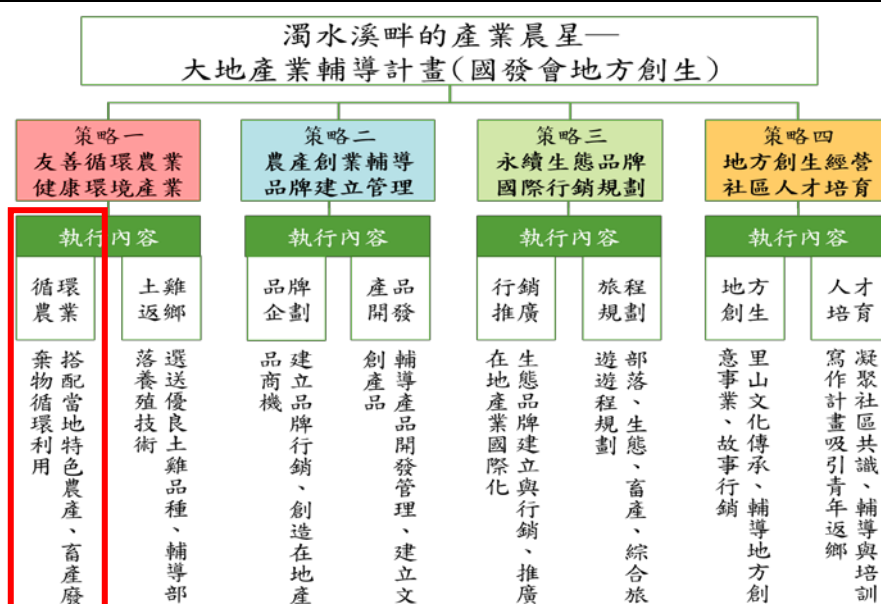 濁水溪畔的產業晨星—
大地產業輔導計畫(國發會地方創生)
策略一
友善循環農業
健康環境產業
執行內容
循環
農業
搭配當地特色農產、畜產廢
棄物循環利用
土雞
返鄉
選送優良土雞品種、輔導部
落養殖技術
策略二
農產創業輔導
品牌建立管理
執行內容
品牌
企劃
建立品牌行銷、創造在地產
品商機
產品
開發
輔導產品開發管理、建立文
創產品
策略三
永續生態品牌
國際行銷規劃
執行內容
行銷
推廣
生態品牌建立與行銷、推廣
在地產業國際化
旅程
規劃
部落、生態、畜產、綜合旅
遊遊程規劃
策略四
地方創生經營
社區人才培育
執行內容
地方
創生
里山文化傳承、輔導地方創
意事業、故事行銷
人才
培育
凝聚社區共識、輔導與培訓
寫作計畫吸引青年返鄉